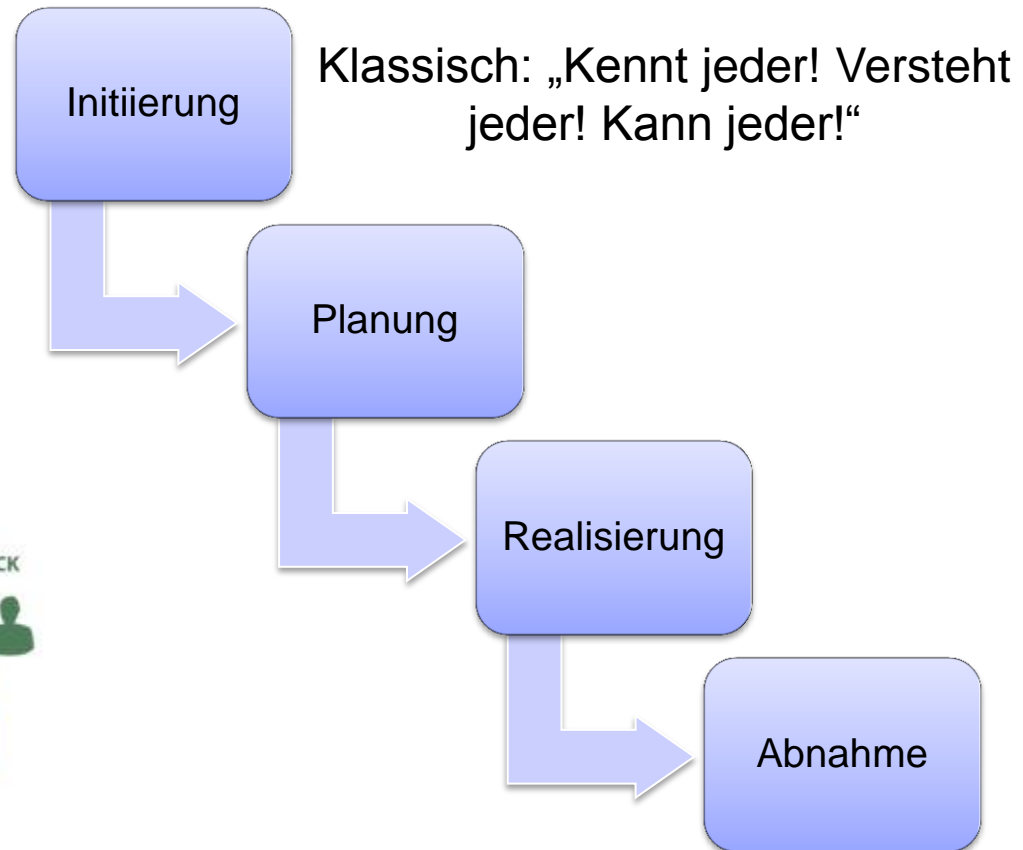 Initiierung
Klassisch: „Kennt jeder! Versteht
jeder! Kann jeder!“
Planung
Realisierung
Abnahme